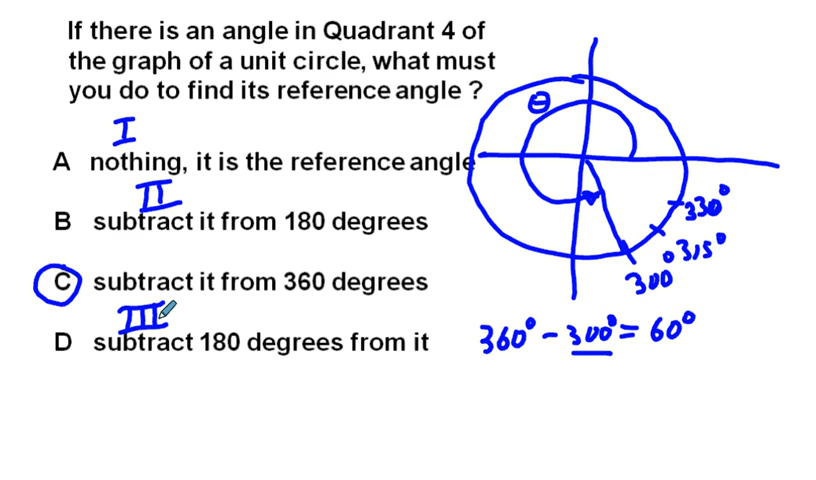 If there is an angle in Quadrant 4 of
the graph of a unit circle, what must
you do to find its reference angle ?
I
A nothing, it is the reference angle
II
B subtract it from 180 degrees
C subtract it from 360 degrees
III
D subtract 180 degrees from it
θ
330°
315°
300°
360° - 300° = 60°